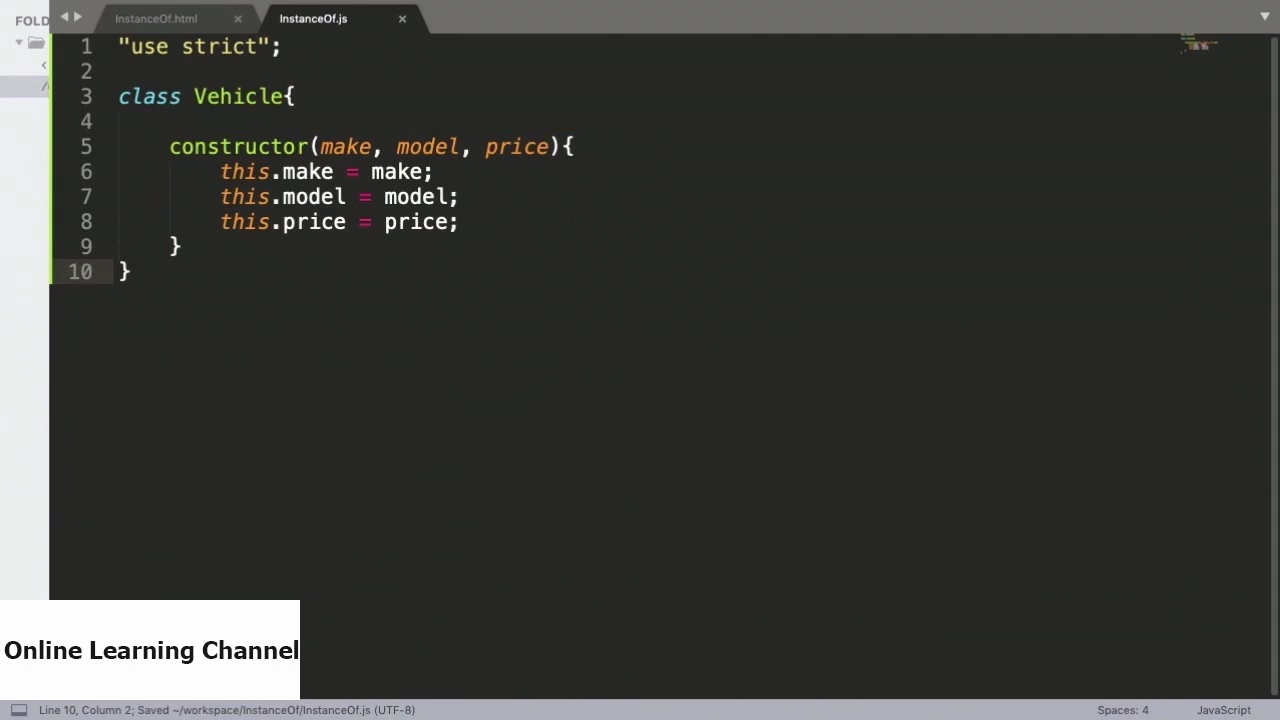 FOLD
InstanceOf.html ×
InstanceOf.js ×
1 "use strict";
2
3 class Vehicle{
4
5 constructor(make, model, price){
6 this.make = make;
7 this.model = model;
8 this.price = price;
9 }
10 }
Online Learning Channel
Line 10, Column 2; Saved ~/workspace/InstanceOf/InstanceOf.js (UTF-8)
Spaces: 4
JavaScript